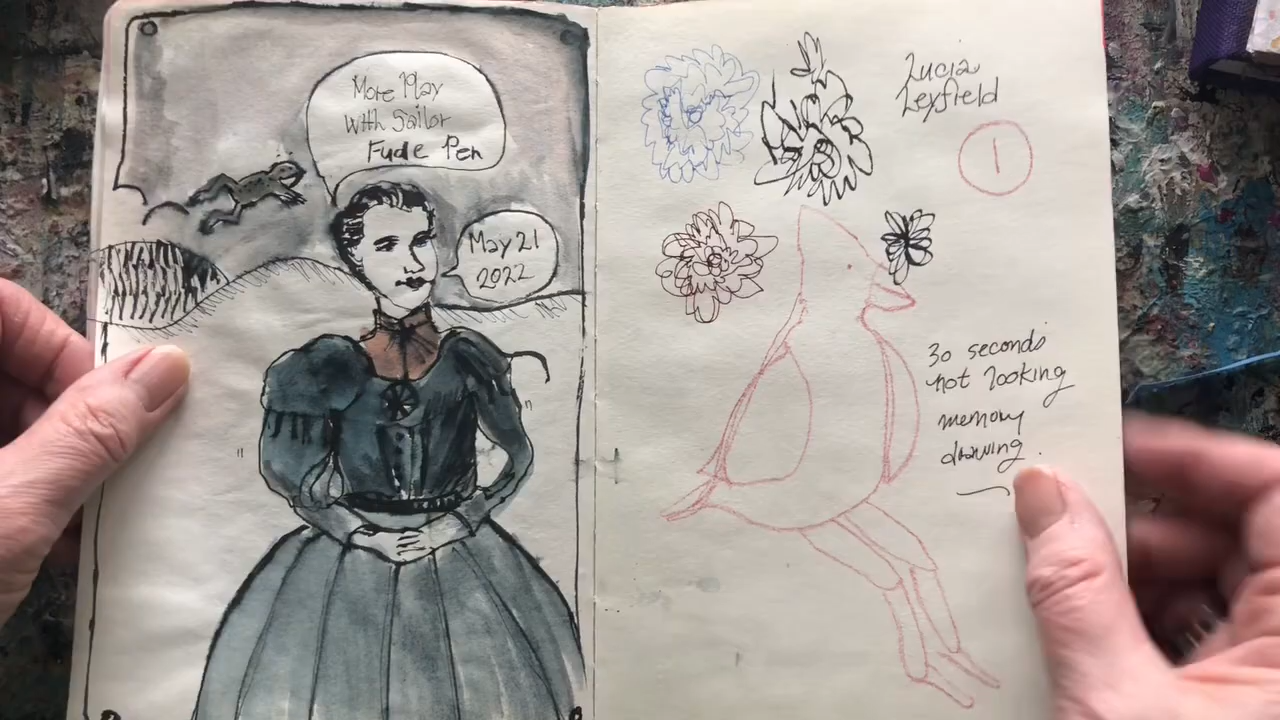 More Play
With Sailor
Fude Pen
May 21
2022
Lucia
Leyfield
1
30 seconds
not looking
memory
drawing.